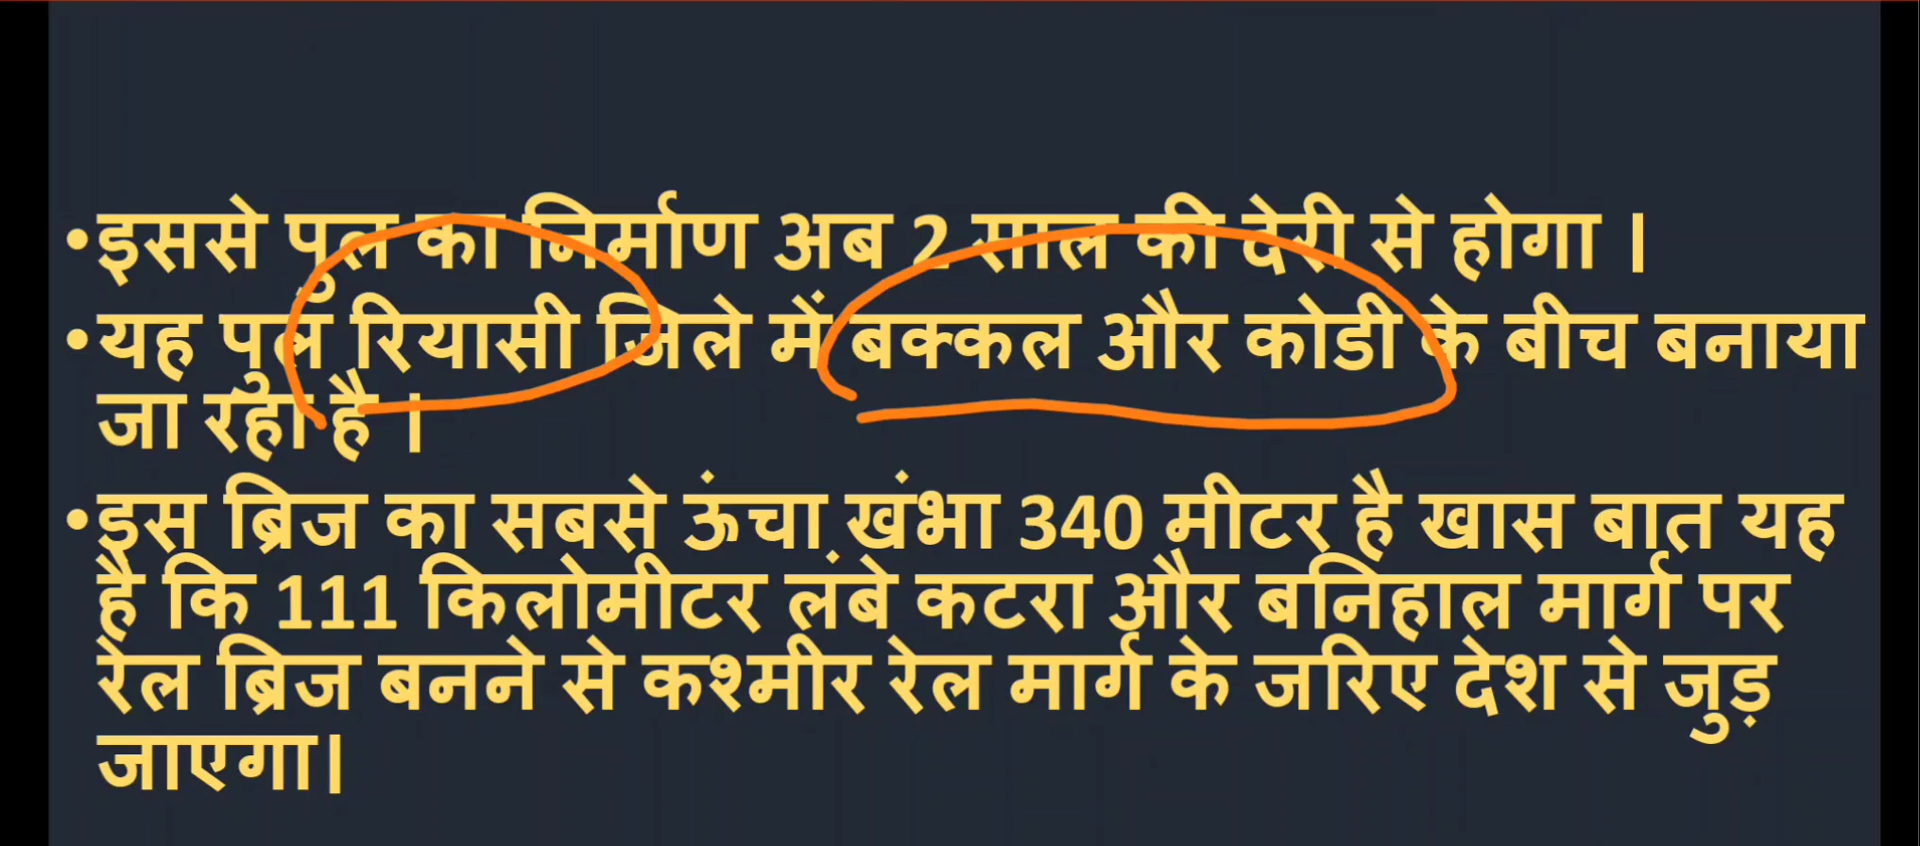 •इससे पुल का निर्माण अब 2 साल की देरी से होगा ।
•यह पुल रियासी जिले में बक्कल और कोडी के बीच बनाया
जा रहा है ।
•इस ब्रिज का सबसे ऊंचा खंभा 340 मीटर है खास बात यह
है कि 111 किलोमीटर लंबे कटरा और बनिहाल मार्ग पर
रेल ब्रिज बनने से कश्मीर रेल मार्ग के जरिए देश से जुड़
जाएगा|